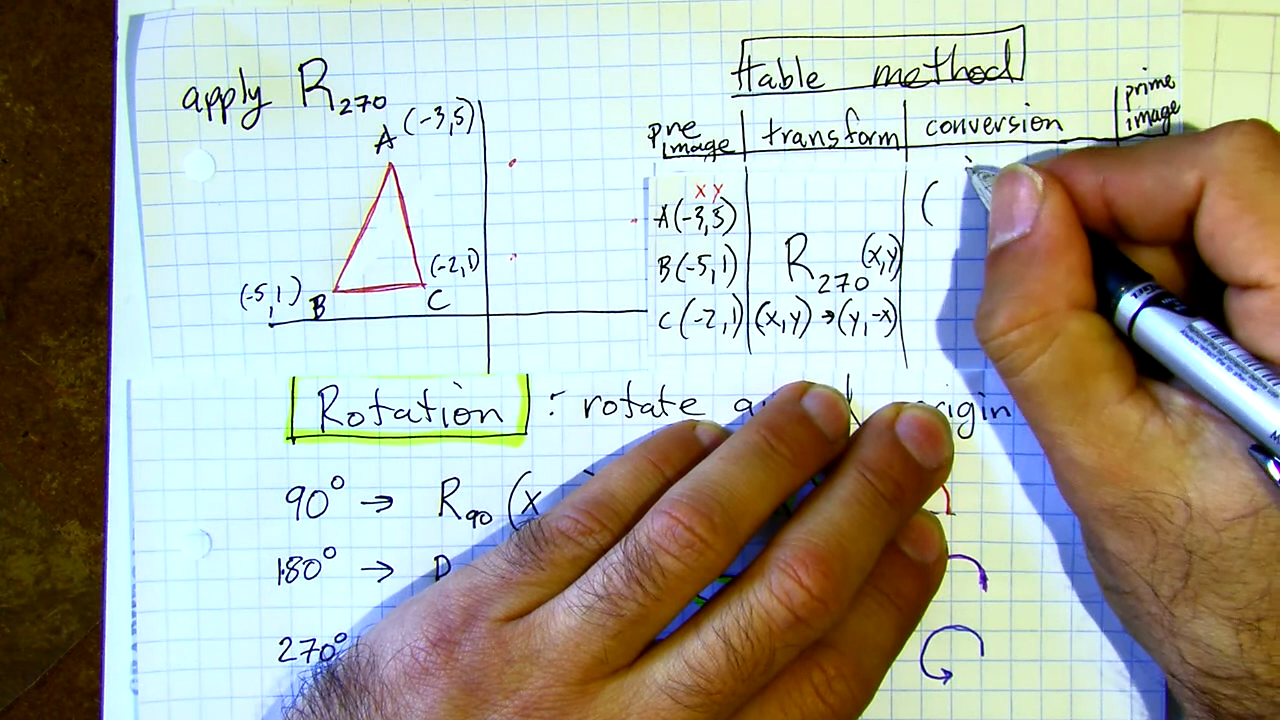 apply R270
A (-3,5)
(-2,1)
(-5,1) B C
table method
pre image transform conversion prime image
x y
A(-3,5) (
B(-5,1) R270 (x,y)
C(-2,1) (x,y) → (y,-x)
Rotation : rotate origin
90° → R90 (x
180° →
270°